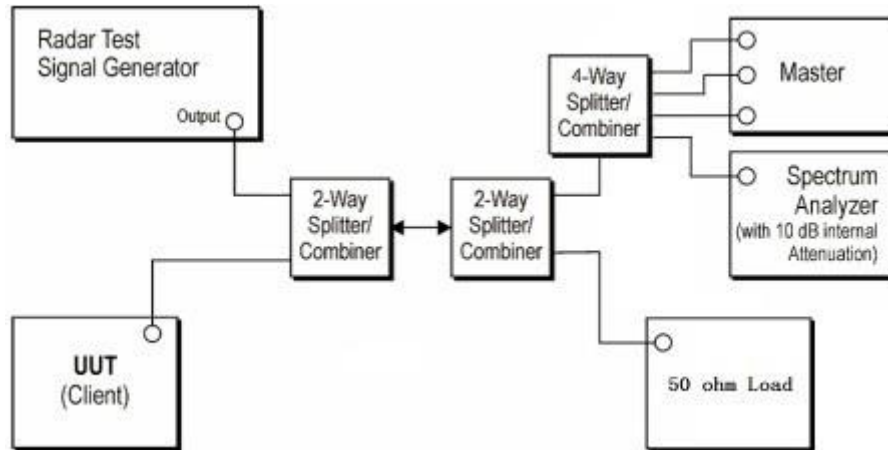 Radar Test
Signal Generator
Output
4-Way
Splitter/
Combiner
Master
2-Way
Splitter/
Combiner
2-Way
Splitter/
Combiner
Spectrum
Analyzer
(with 10 dB internal
Attenuation)
UUT
(Client)
50 ohm Load